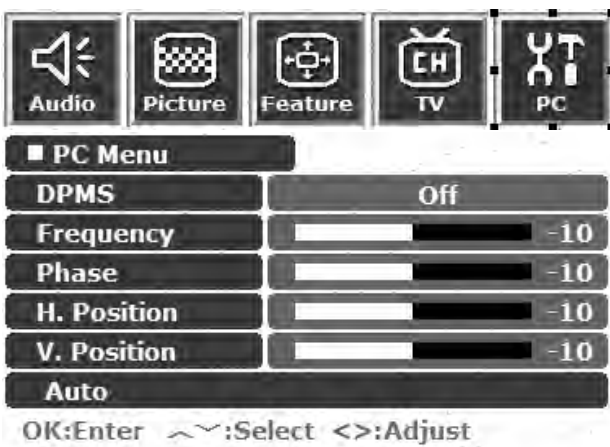 Audio Picture Feature CH TV PC
PC Menu
DPMS Off
Frequency -10
Phase -10
H. Position -10
V. Position -10
Auto
OK:Enter ︿﹀:Select <>:Adjust